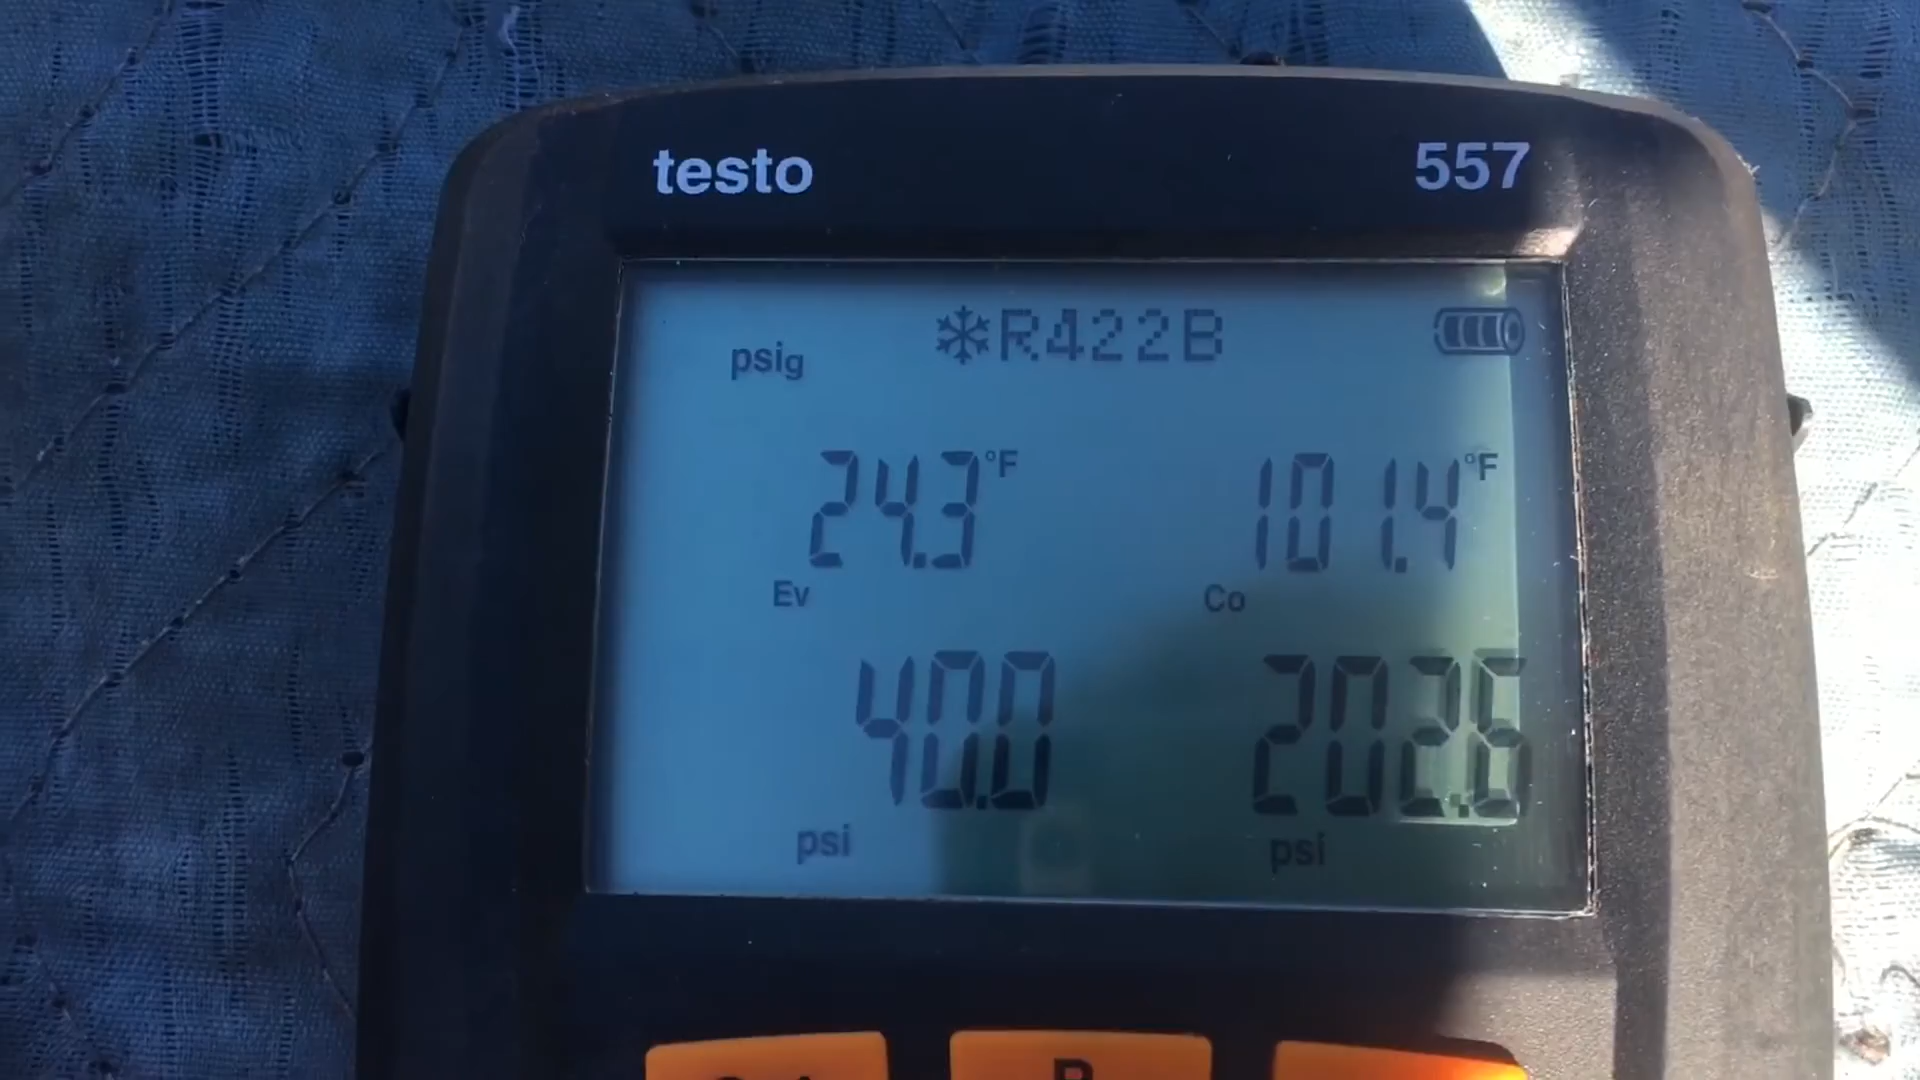 testo 557
psig R422B
24.3 °F 101.4 °F
Ev Co
40.0 202.6
psi psi
P